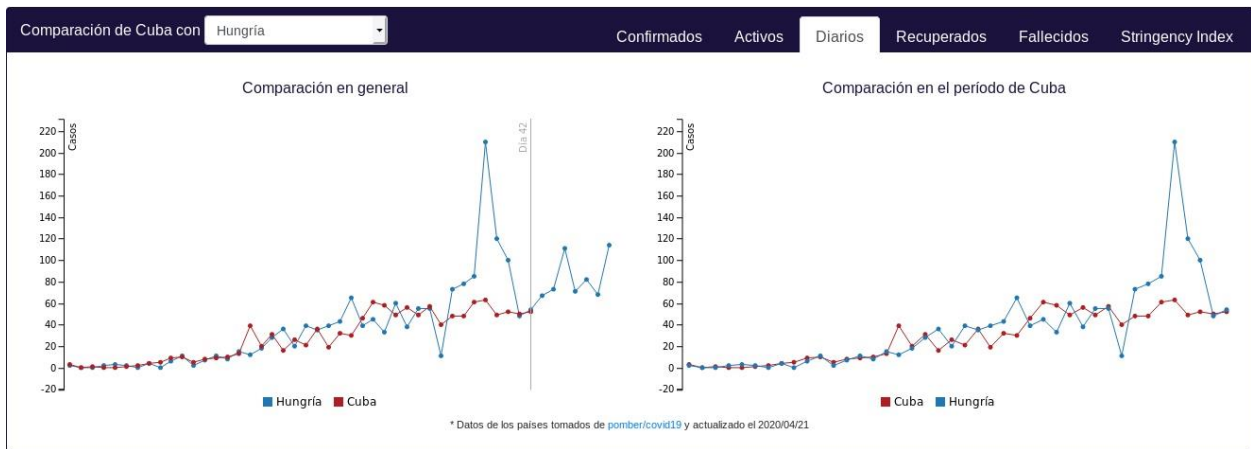 Comparación de Cuba con Hungría
Confirmados Activos Diarios Recuperados Fallecidos Stringency Index
Comparación en general
Casos
220
200
180
160
140
120
100
80
60
40
20
0
-20
Día 42
Hungría Cuba
Comparación en el período de Cuba
Casos
220
200
180
160
140
120
100
80
60
40
20
0
-20
Cuba Hungría
* Datos de los países tomados de pomber/covid19 y actualizado el 2020/04/21